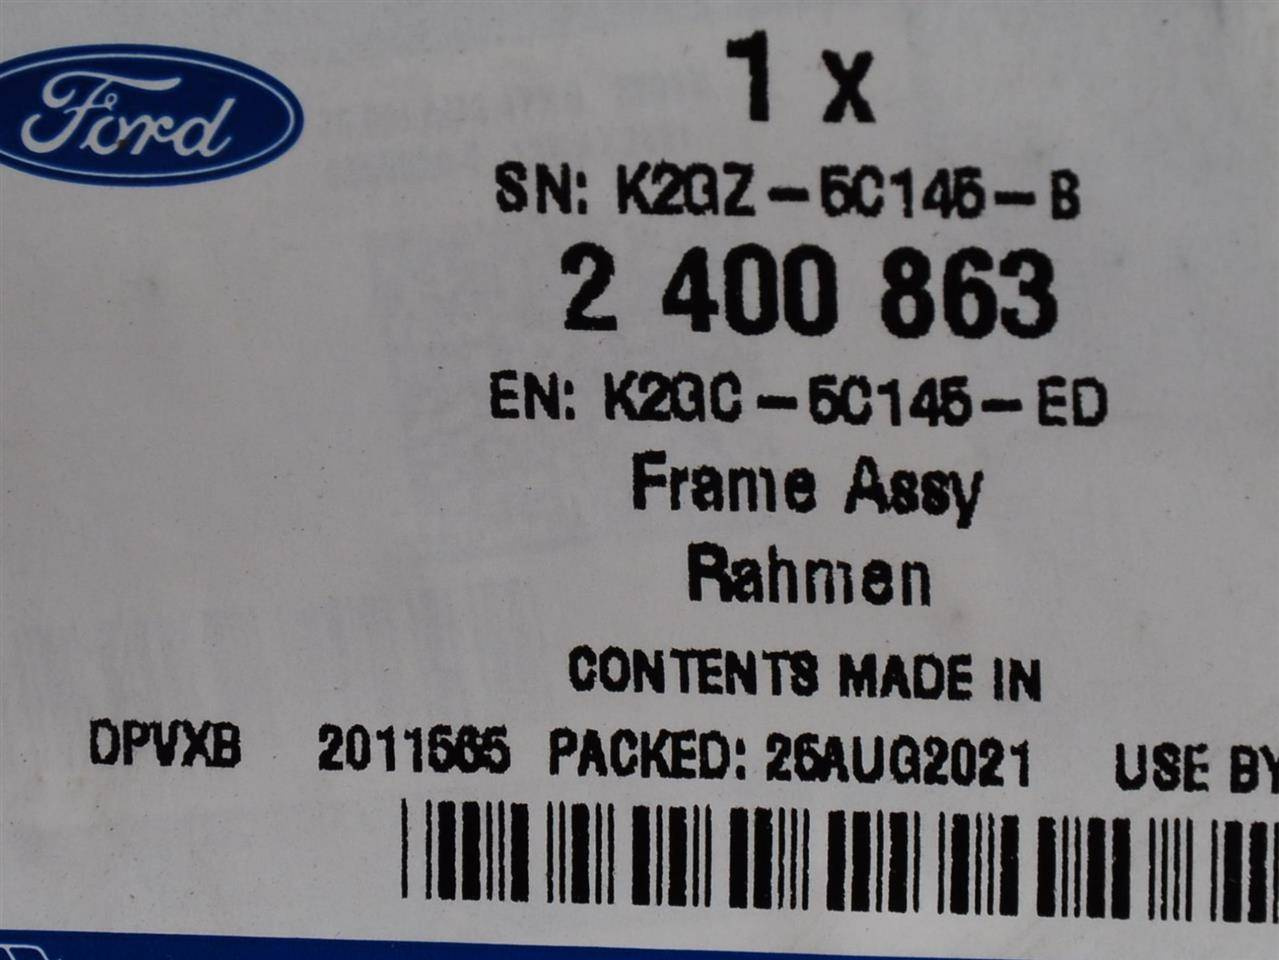 Ford
1 x
SN: K2GZ-5C145-B
2 400 863
EN: K2GC-5C145-ED
Frame Assy
Rahmen
CONTENTS MADE IN
DPVXB 2011565 PACKED: 25AUG2021 USE BY